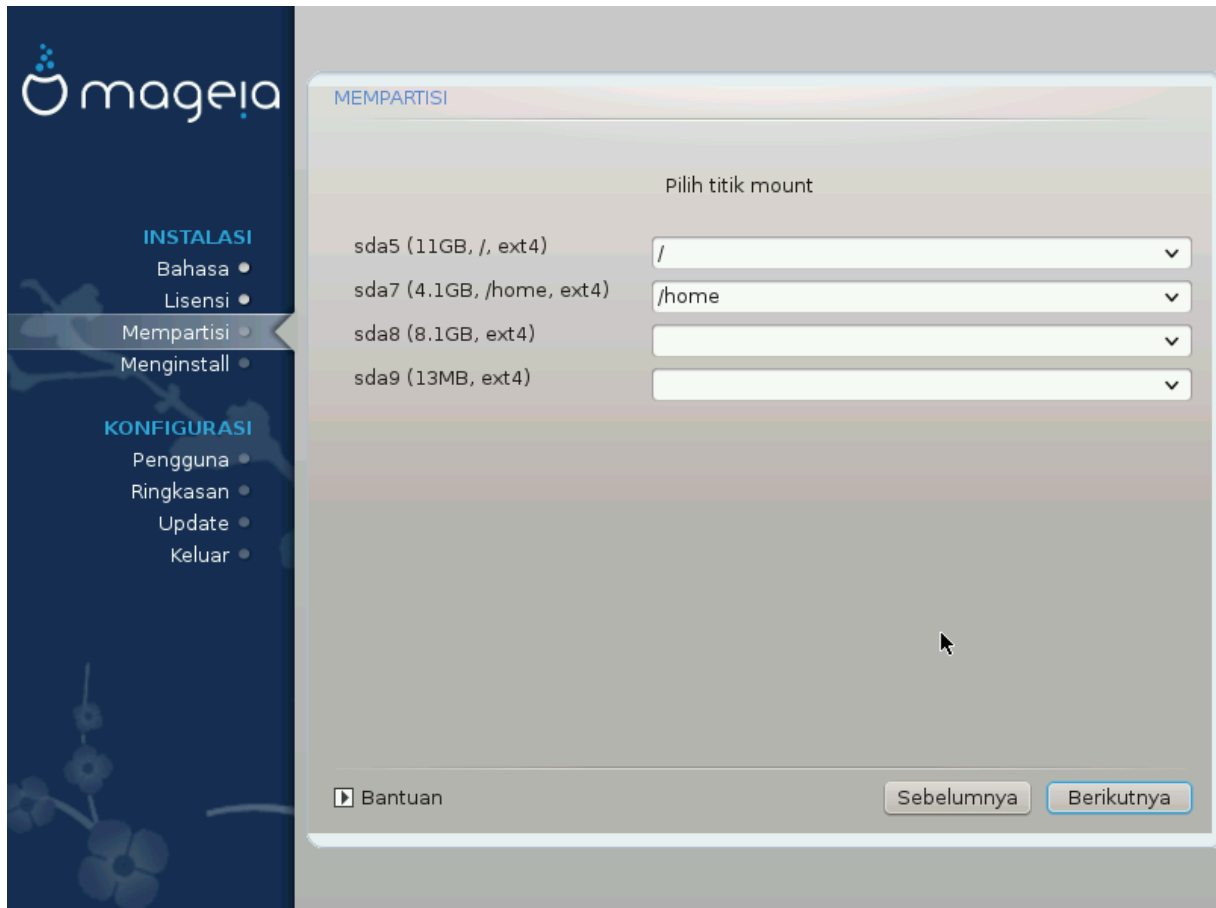 mageia
INSTALASI
Bahasa
Lisensi
Mempartisi
Menginstall
KONFIGURASI
Pengguna
Ringkasan
Update
Keluar
MEMPARTISI
Pilih titik mount
sda5 (11GB, /, ext4)
/
sda7 (4.1GB, /home, ext4)
/home
sda8 (8.1GB, ext4)
sda9 (13MB, ext4)
Bantuan
Sebelumnya
Berikutnya